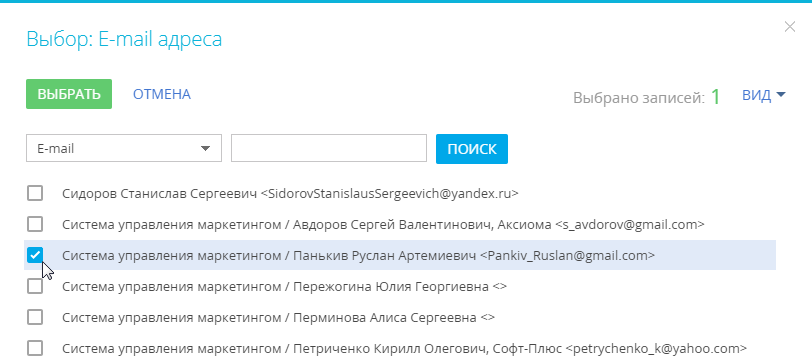 Выбор: E-mail адреса
ВЫБРАТЬ ОТМЕНА Выбрано записей: 1 ВИД
E-mail ПОИСК
Сидоров Станислав Сергеевич <SidorovStanislausSergeevich@yandex.ru>
Система управления маркетингом / Авдоров Сергей Валентинович, Аксиома <s_avdorov@gmail.com>
Система управления маркетингом / Панькив Руслан Артемиевич <Pankiv_Ruslan@gmail.com>
Система управления маркетингом / Пережогина Юлия Георгиевна <>
Система управления маркетингом / Перминова Алиса Сергеевна <>
Система управления маркетингом / Петриченко Кирилл Олегович, Софт-Плюс <petrychenko_k@yahoo.com>